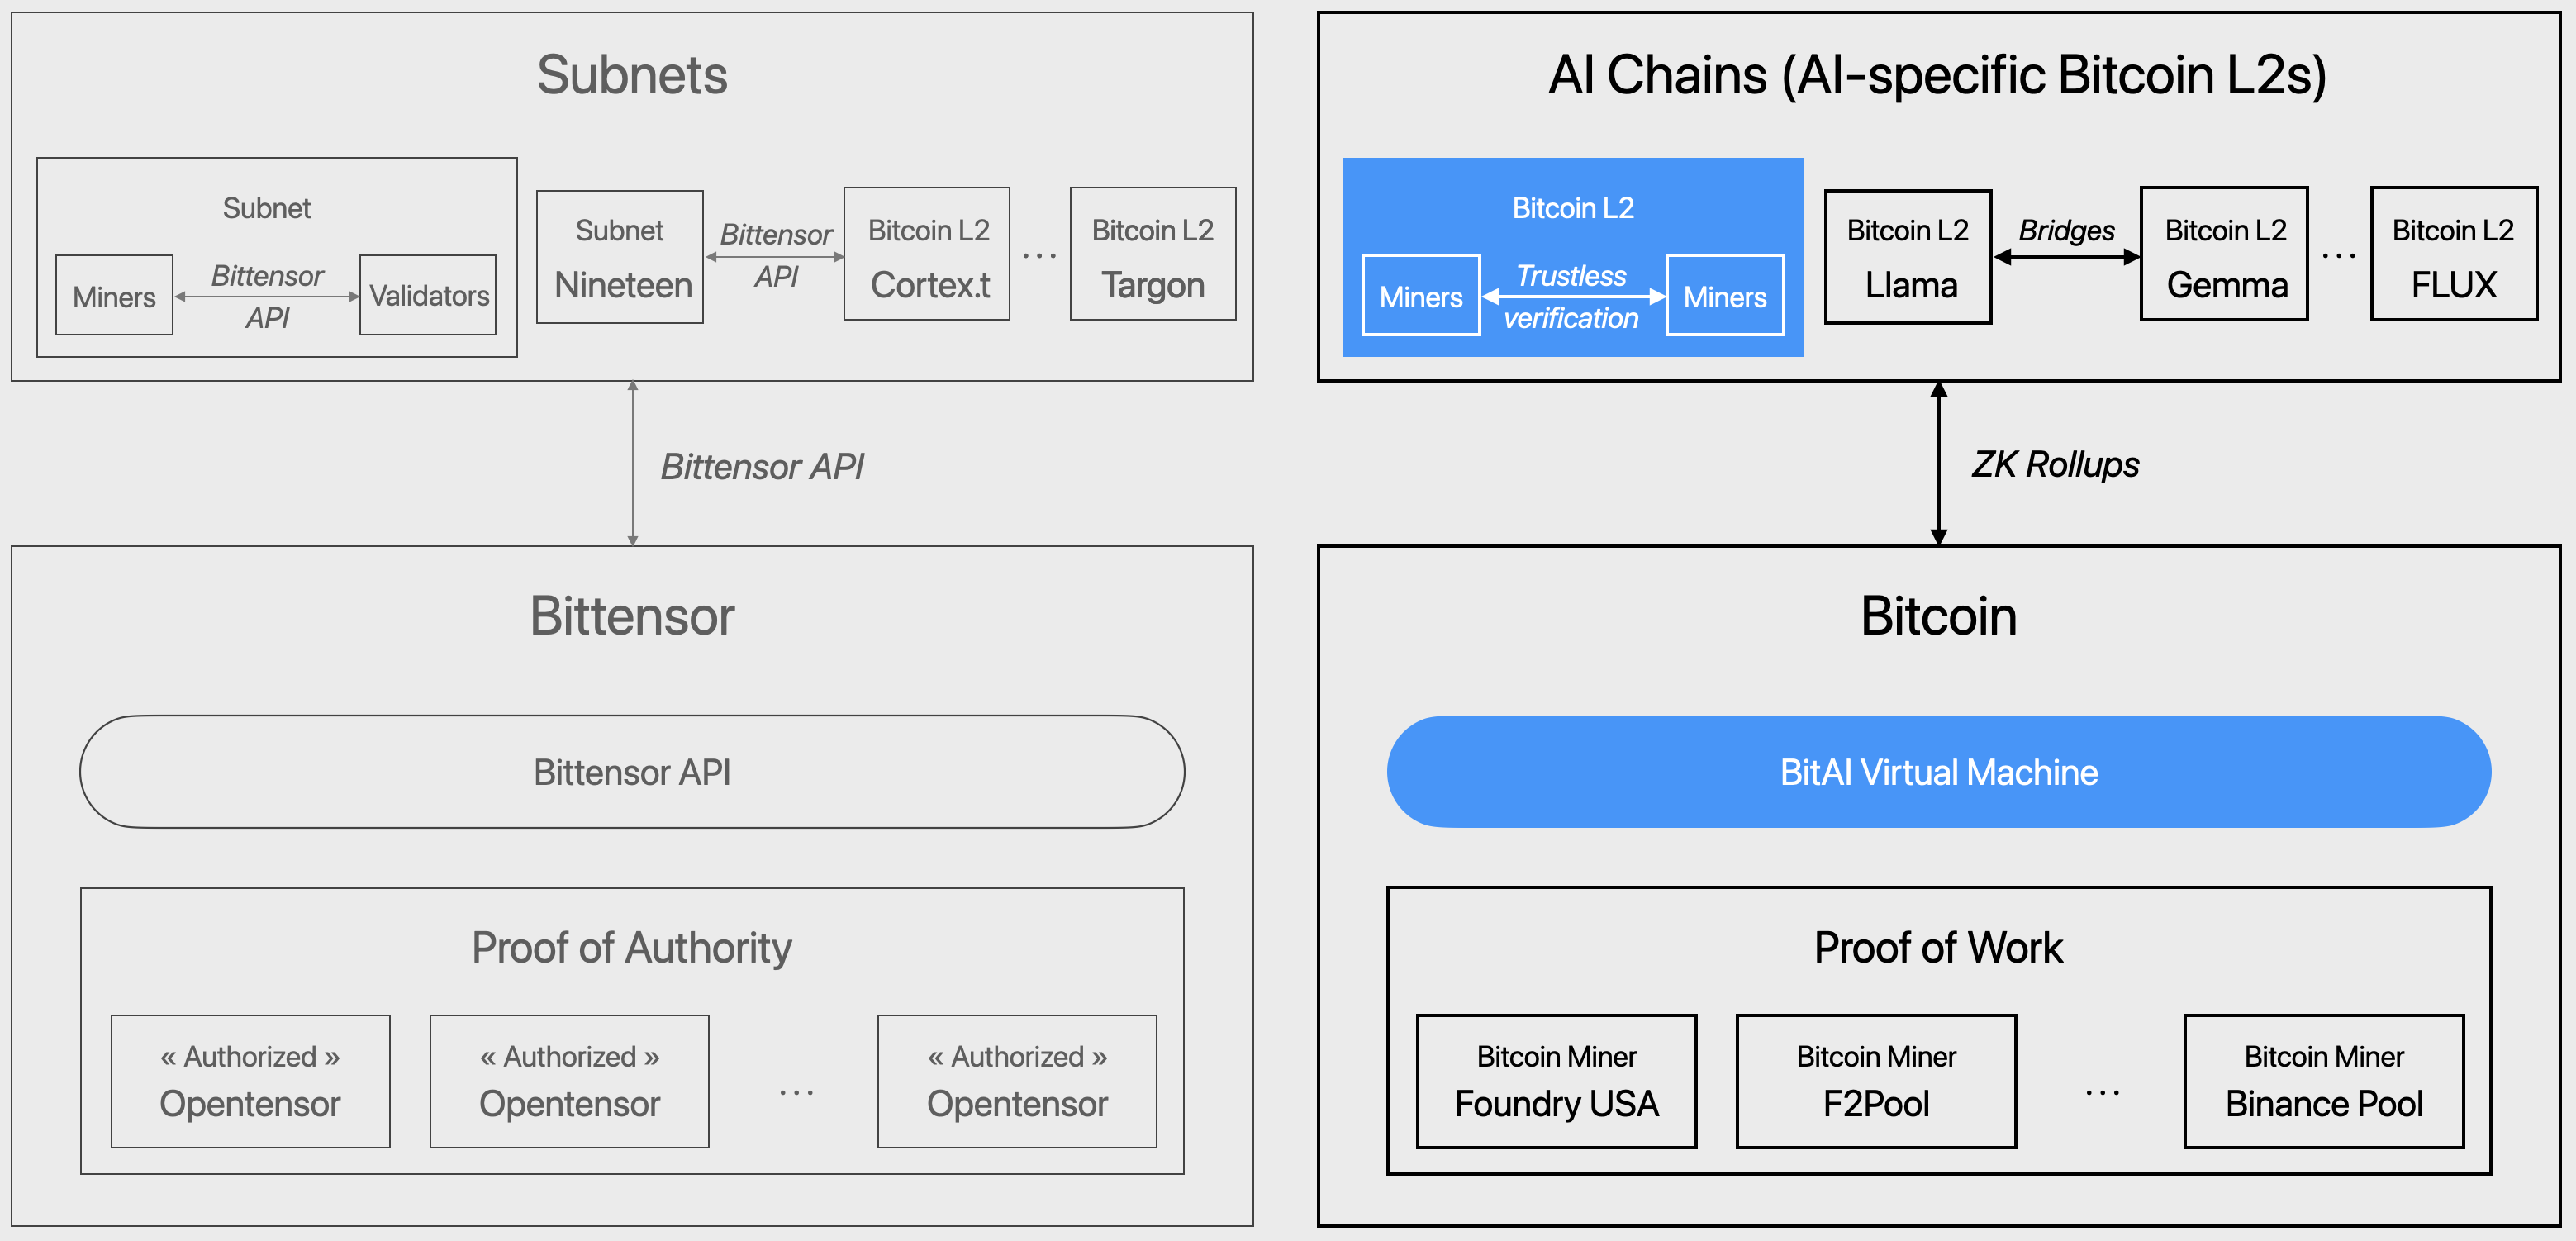 Subnets
Subnet
Miners
Bittensor
API
Validators
Subnet
Nineteen
Bittensor
API
Bitcoin L2
Cortex.t
...
Bitcoin L2
Targon
Bittensor API
Bittensor
Bittensor API
Proof of Authority
« Authorized »
Opentensor
« Authorized »
Opentensor
...
« Authorized »
Opentensor
AI Chains (AI-specific Bitcoin L2s)
Bitcoin L2
Miners
Trustless
verification
Miners
Bitcoin L2
Llama
Bridges
Bitcoin L2
Gemma
...
Bitcoin L2
FLUX
ZK Rollups
Bitcoin
BitAI Virtual Machine
Proof of Work
Bitcoin Miner
Foundry USA
Bitcoin Miner
F2Pool
...
Bitcoin Miner
Binance Pool